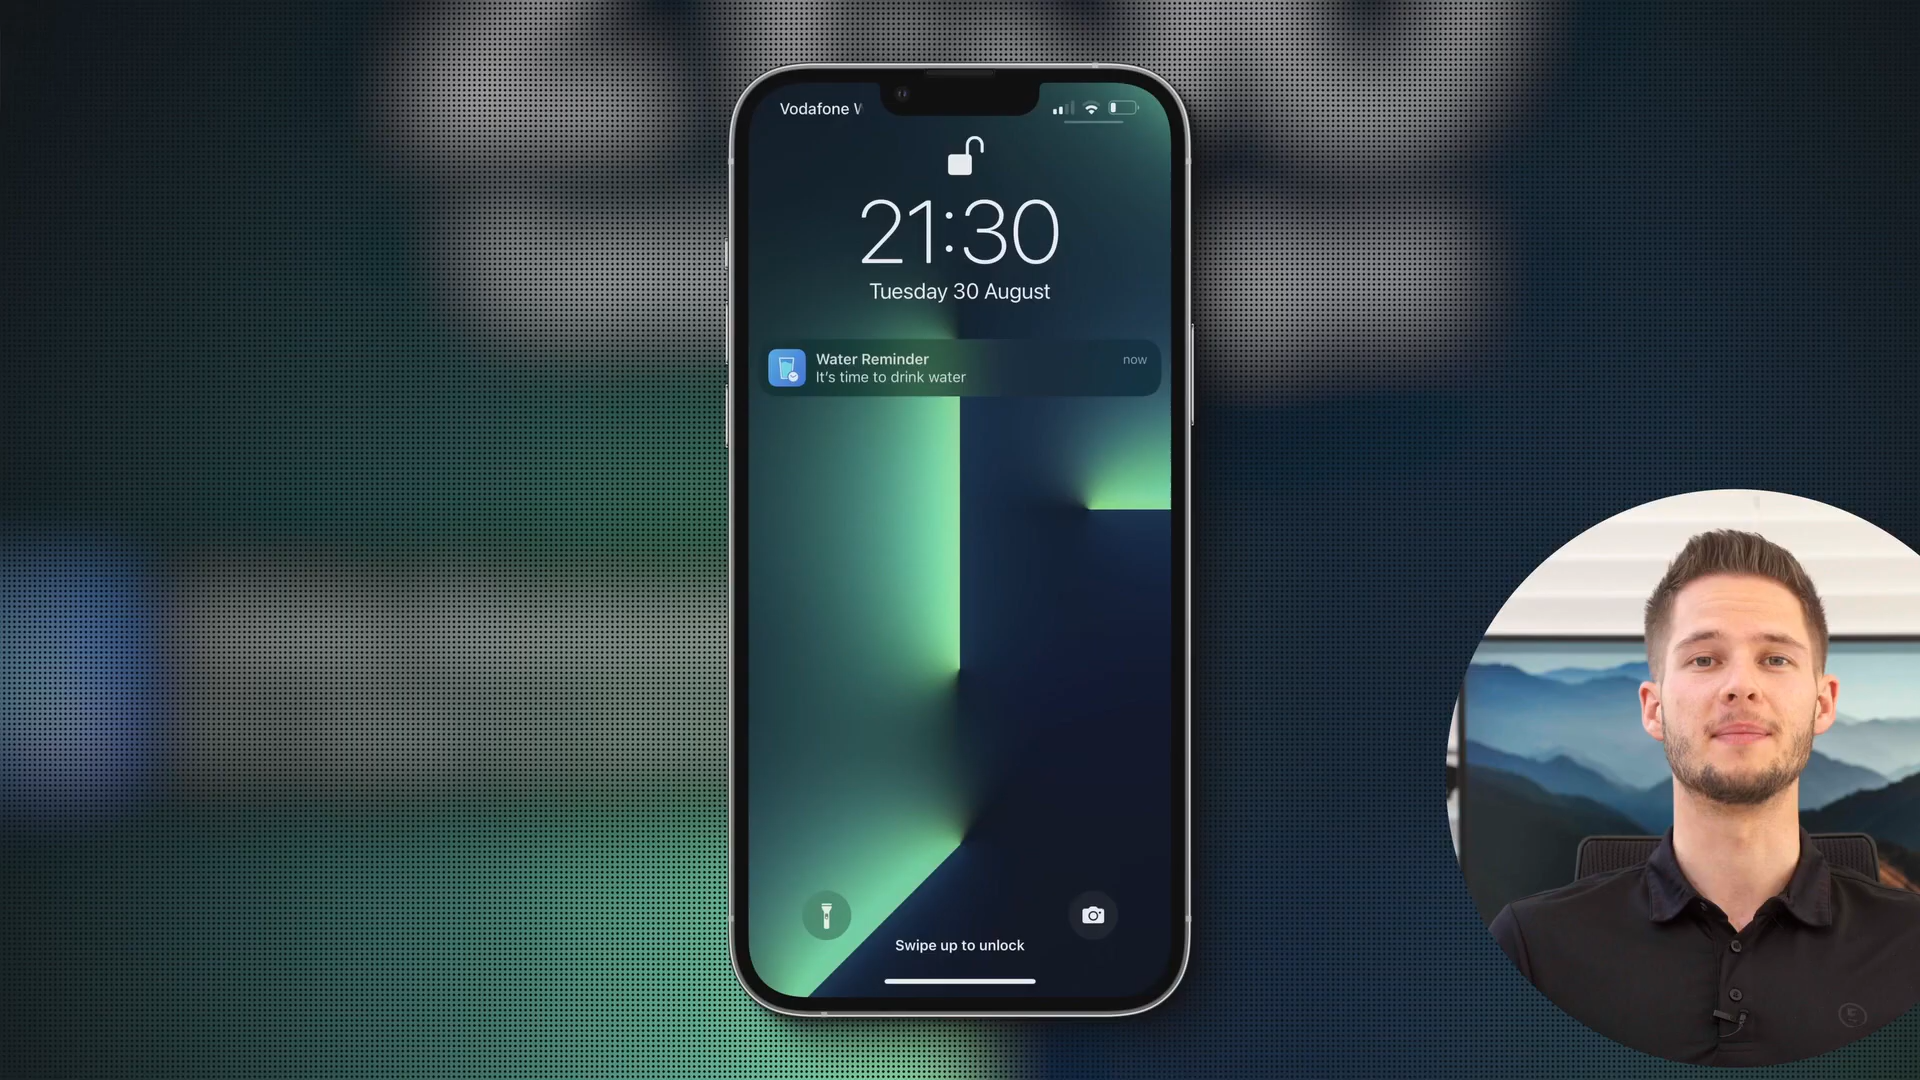 Vodafone
21:30
Tuesday 30 August
Water Reminder
now
It's time to drink water
Swipe up to unlock